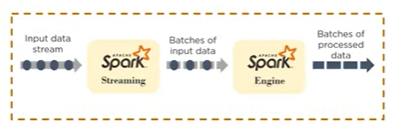 Input data
stream
APACHE
Spark
Streaming
Batches of
input data
APACHE
Spark
Engine
Batches of
processed
data